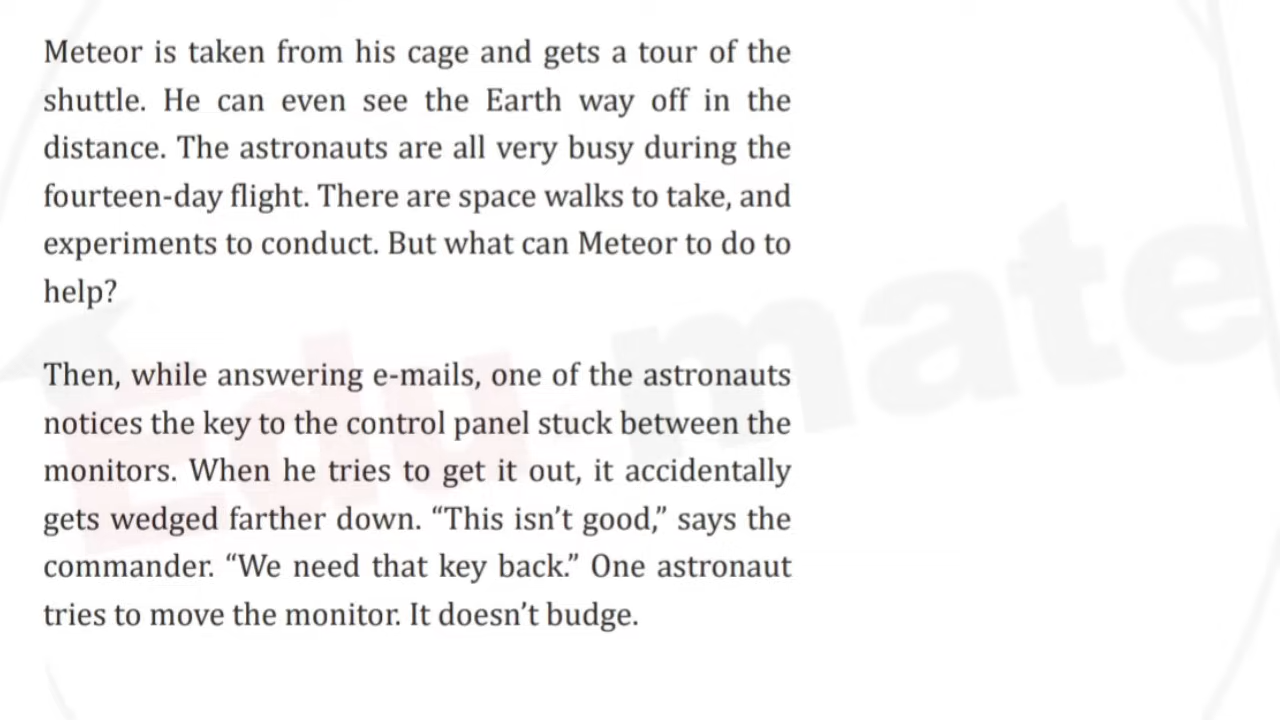 Meteor is taken from his cage and gets a tour of the
shuttle. He can even see the Earth way off in the
distance. The astronauts are all very busy during the
fourteen-day flight. There are space walks to take, and
experiments to conduct. But what can Meteor to do to
help?
Then, while answering e-mails, one of the astronauts
notices the key to the control panel stuck between the
monitors. When he tries to get it out, it accidentally
gets wedged farther down. “This isn’t good,” says the
commander. “We need that key back.” One astronaut
tries to move the monitor. It doesn’t budge.
Edu mate